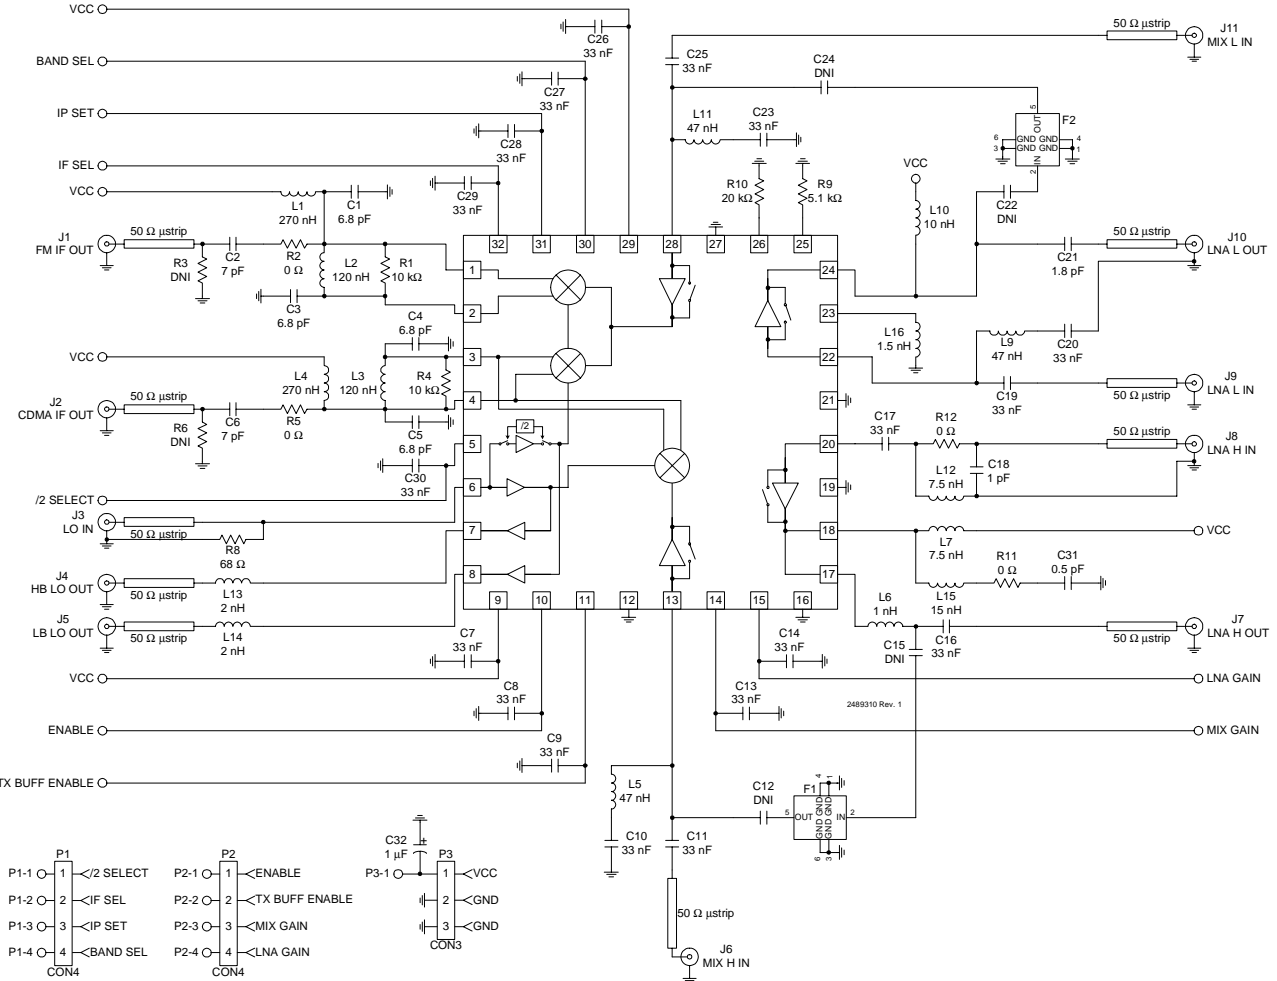 VCC
C26
33 nF
BAND SEL
C27
33 nF
IP SET
C28
33 nF
IF SEL
C29
33 nF
VCC
L1
270 nH
C1
6.8 pF
J1
FM IF OUT
50 Ω µstrip
R3
DNI
C2
7 pF
R2
0 Ω
L2
120 nH
R1
10 kΩ
C3
6.8 pF
C4
6.8 pF
VCC
L4
270 nH
L3
120 nH
R4
10 kΩ
J2
CDMA IF OUT
50 Ω µstrip
R6
DNI
C6
7 pF
R5
0 Ω
C5
6.8 pF
C30
33 nF
/2 SELECT
J3
LO IN
50 Ω µstrip
R8
68 Ω
J4
HB LO OUT
50 Ω µstrip
L13
2 nH
J5
LB LO OUT
50 Ω µstrip
L14
2 nH
VCC
C7
33 nF
ENABLE
C8
33 nF
TX BUFF ENABLE
C9
33 nF
32
31
30
29
28
27
26
25
1
2
3
4
5
6
7
8
/2
24
23
22
21
20
19
18
17
9
10
11
12
13
14
15
16
C25
33 nF
50 Ω µstrip
J11
MIX L IN
C24
DNI
L11
47 nH
C23
33 nF
R10
20 kΩ
R9
5.1 kΩ
F2
5
OUT
6 GND GND 4
3 GND GND 1
IN
2
VCC
L10
10 nH
C22
DNI
C21
1.8 pF
50 Ω µstrip
J10
LNA L OUT
L16
1.5 nH
L9
47 nH
C20
33 nF
C19
33 nF
50 Ω µstrip
J9
LNA L IN
C17
33 nF
R12
0 Ω
50 Ω µstrip
J8
LNA H IN
L12
7.5 nH
C18
1 pF
L7
7.5 nH
VCC
R11
0 Ω
C31
0.5 pF
L15
15 nH
L6
1 nH
C16
33 nF
50 Ω µstrip
J7
LNA H OUT
C15
DNI
C14
33 nF
LNA GAIN
C13
33 nF
2489310 Rev. 1
MIX GAIN
L5
47 nH
C10
33 nF
C11
33 nF
C12
DNI
F1
4 1
GND GND
5 OUT IN 2
GND GND
6 3
50 Ω µstrip
J6
MIX H IN
P1
P1-1 1 /2 SELECT
P1-2 2 IF SEL
P1-3 3 IP SET
P1-4 4 BAND SEL
CON4
P2
P2-1 1 ENABLE
P2-2 2 TX BUFF ENABLE
P2-3 3 MIX GAIN
P2-4 4 LNA GAIN
CON4
C32
1 µF
+
P3
P3-1 1 VCC
2 GND
3 GND
CON3